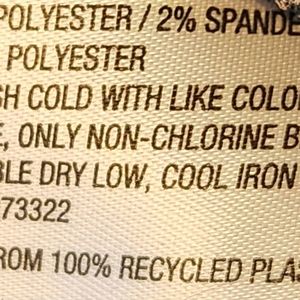 POLYESTER / 2% SPANDE
POLYESTER
SH COLD WITH LIKE COLO
E, ONLY NON-CHLORINE B
BLE DRY LOW, COOL IRON
73322
ROM 100% RECYCLED PLAS